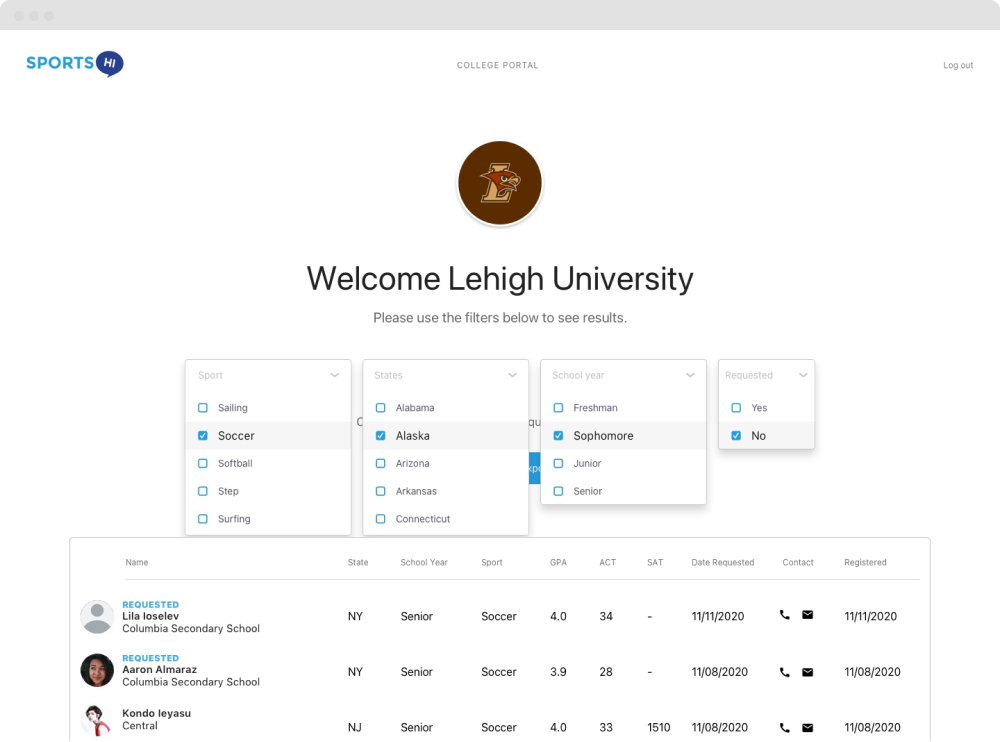 SPORTS HI
COLLEGE PORTAL
Log out
Welcome Lehigh University
Please use the filters below to see results.
Sport States School year Requested
Sailing Alabama Freshman Yes
Soccer Alaska Sophomore No
Softball Arizona Junior
Step Arkansas Senior
Surfing Connecticut
Name State School Year Sport GPA ACT SAT Date Requested Contact Registered
REQUESTED
Lila Ioselev
Columbia Secondary School
NY Senior Soccer 4.0 34 - 11/11/2020 11/11/2020
REQUESTED
Aaron Almaraz
Columbia Secondary School
NY Senior Soccer 3.9 28 - 11/08/2020 11/08/2020
Kondo Ieyasu
Central
NJ Senior Soccer 4.0 33 1510 11/08/2020 11/08/2020